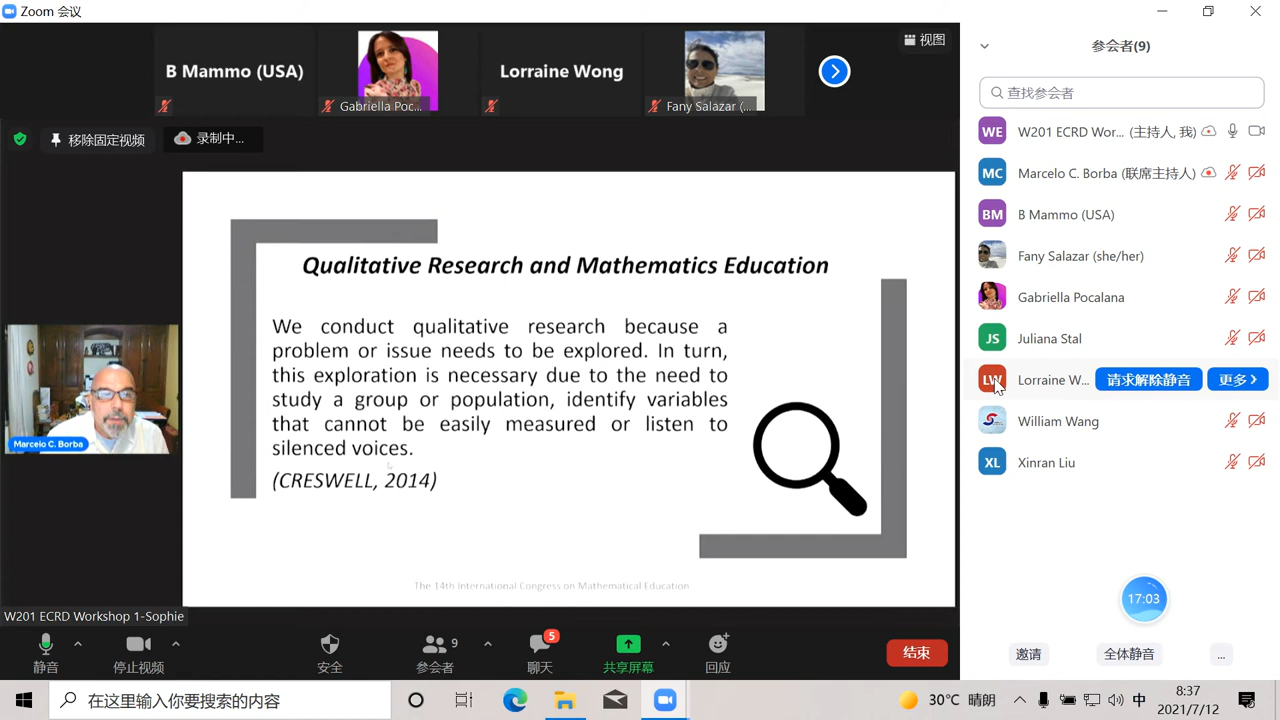 Zoom 会议
B Mammo (USA)
Gabriella Poc...
Lorraine Wong
Fany Salazar (...
视图
移除固定视频
录制中...
Qualitative Research and Mathematics Education
We conduct qualitative research because a
problem or issue needs to be explored. In turn,
this exploration is necessary due to the need to
study a group or population, identify variables
that cannot be easily measured or listen to
silenced voices.
(CRESWELL, 2014)
The 14th International Congress on Mathematical Education
Marcelo C. Borba
W201 ECRD Workshop 1-Sophie
静音
停止视频
安全
参会者
9
聊天
5
共享屏幕
回应
结束
参会者(9)
查找参会者
WE W201 ECRD Wor... (主持人, 我)
MC Marcelo C. Borba (联席主持人)
BM B Mammo (USA)
Fany Salazar (she/her)
Gabriella Pocalana
JS Juliana Stal
LW Lorraine W... 请求解除静音 更多
William Wang
XL Xinran Liu
17:03
邀请
全体静音
...
在这里输入你要搜索的内容
30°C 晴朗
中
8:37
2021/7/12